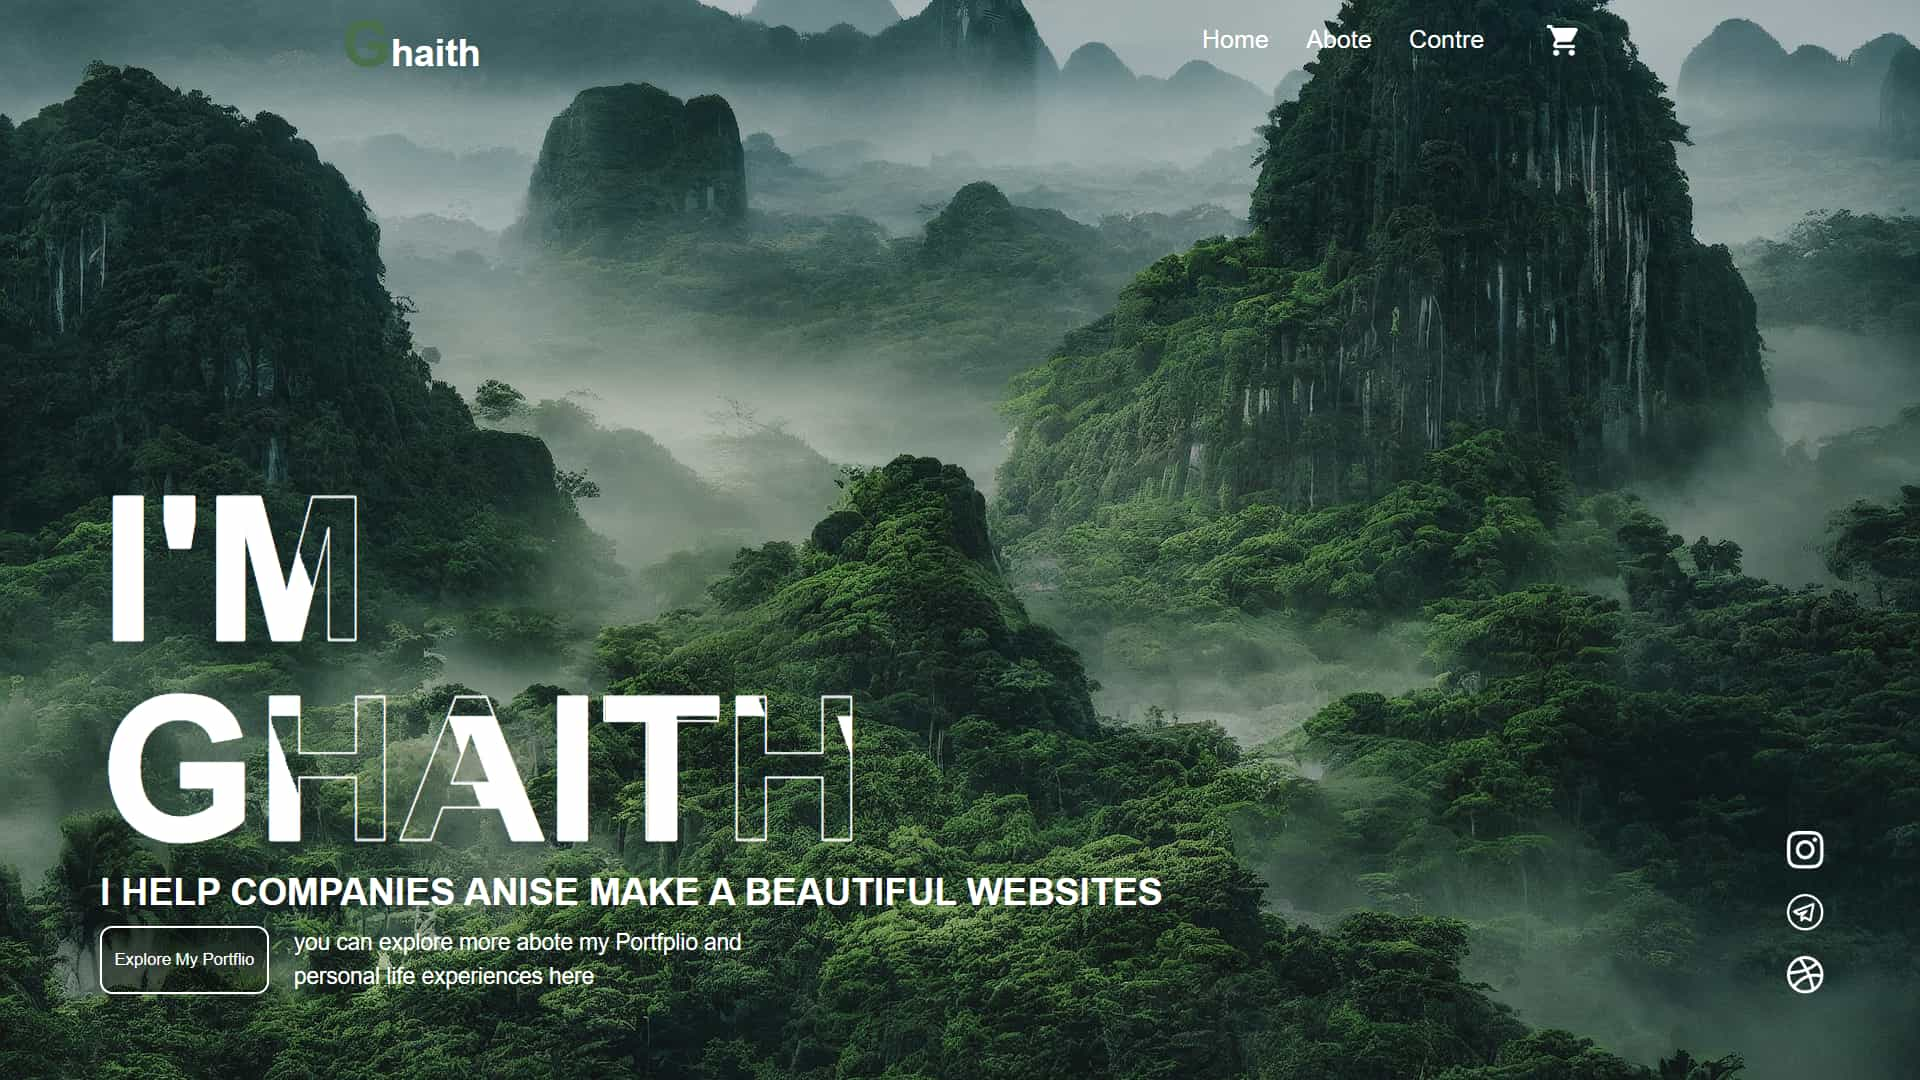 Ghaith
Home Abote Contre
I'M
GHAITH
I HELP COMPANIES ANISE MAKE A BEAUTIFUL WEBSITES
Explore My Portflio
you can explore more abote my Portfplio and
personal life experiences here